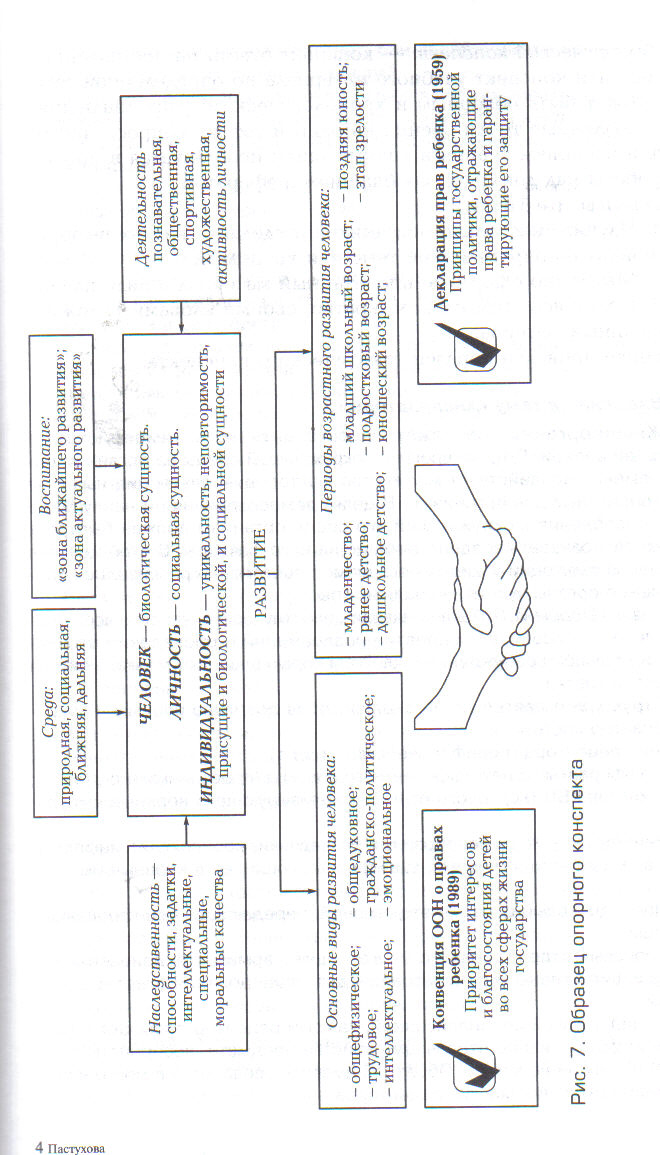 Наследственность —
способности, задатки,
интеллектуальные,
специальные,
моральные качества
Среда:
природная, социальная,
ближняя, дальняя
Воспитание:
«зона ближайшего развития»;
«зона актуального развития»
Деятельность —
познавательная,
общественная,
спортивная,
художественная,
активность личности
ЧЕЛОВЕК — биологическая сущность.
ЛИЧНОСТЬ — социальная сущность.
ИНДИВИДУАЛЬНОСТЬ — уникальность, неповторимость,
присущие и биологической, и социальной сущности
РАЗВИТИЕ
Основные виды развития человека:
– общефизическое;
– трудовое;
– интеллектуальное;
– общедуховное;
– гражданско-политическое;
– эмоциональное
Периоды возрастного развития человека:
– младенчество;
– ранее детство;
– дошкольное детство;
– младший школьный возраст;
– подростковый возраст;
– юношеский возраст;
– поздняя юность;
– этап зрелости
Конвенция ООН о правах
ребенка (1989)
Приоритет интересов
и благосостояния детей
во всех сферах жизни
государства
Декларация прав ребенка (1959)
Принципы государственной
политики, отражающие
права ребенка и гаран-
тирующие его защиту
Рис. 7. Образец опорного конспекта
4 Пастухова